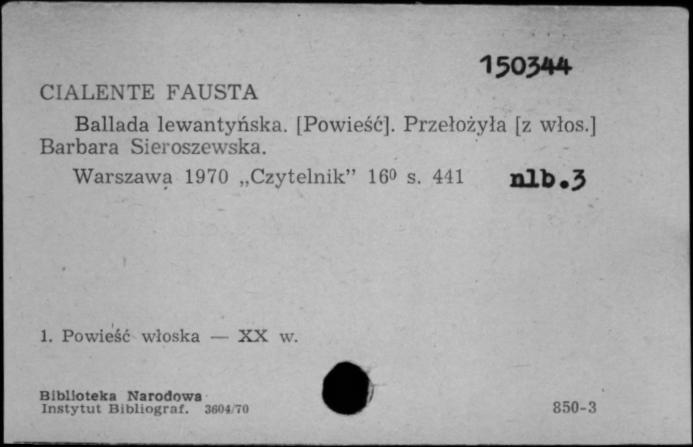 150344
CIALENTE FAUSTA
Ballada lewantyńska. [Powieść]. Przełożyła [z włos.]
Barbara Sieroszewska.
Warszawa 1970 „Czytelnik” 16⁰ s. 441 nlb.3
1. Powieść włoska — XX w.
Biblioteka Narodowa
Instytut Bibliograf. 3604/70 850-3